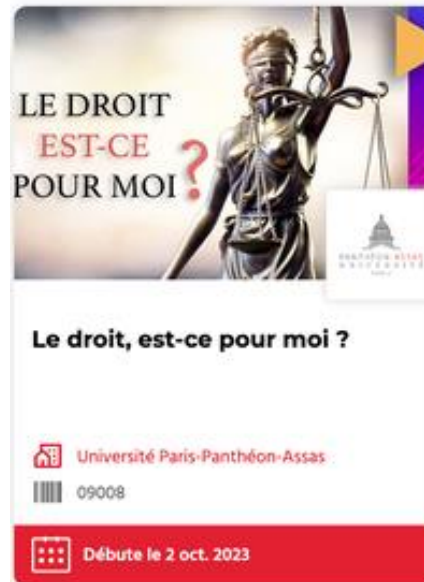 LE DROIT
EST-CE
POUR MOI ?
Le droit, est-ce pour moi ?
Université Paris-Panthéon-Assas
09008
Débute le 2 oct. 2023